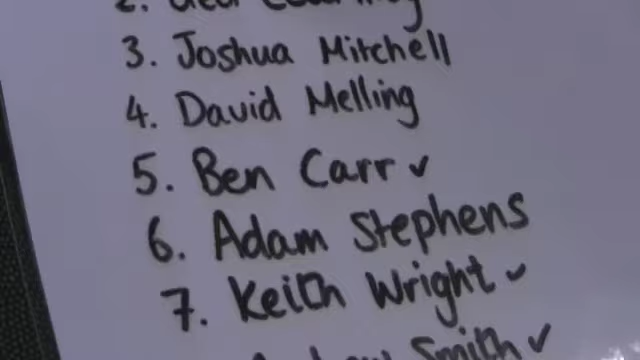 3. Joshua Mitchell
4. David Melling
5. Ben Carr ✓
6. Adam Stephens
7. Keith Wright ✓
Smith ✓